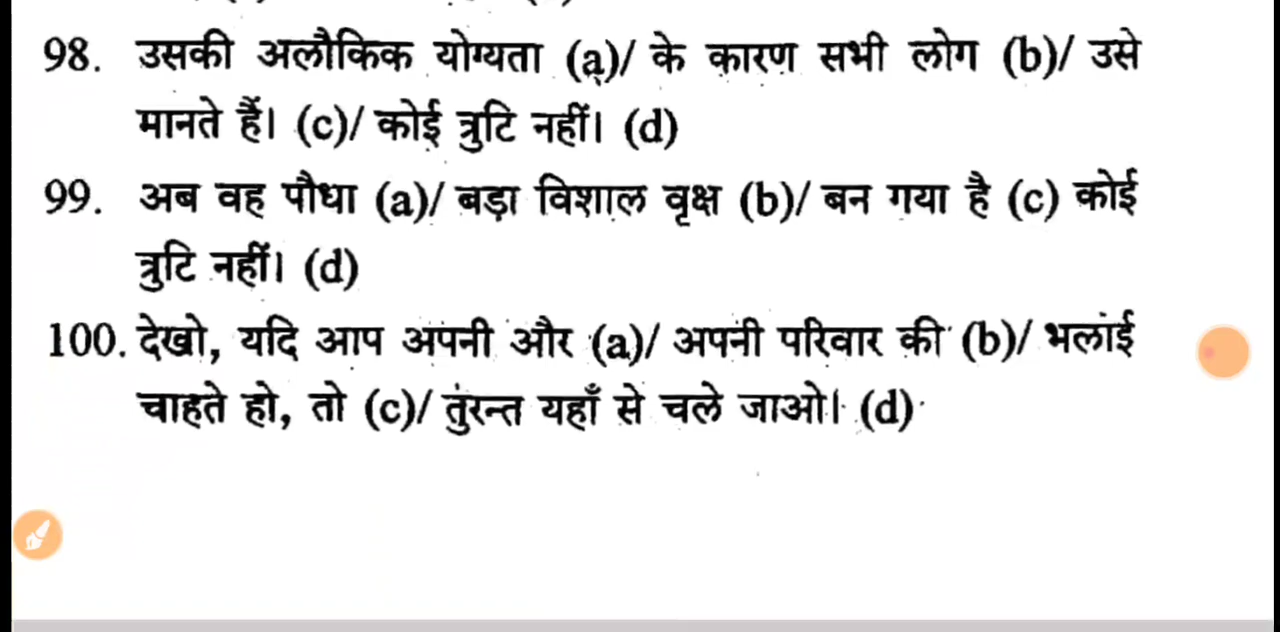 98. उसकी अलौकिक योग्यता (a)/ के कारण सभी लोग (b)/ उसे
मानते हैं। (c)/ कोई त्रुटि नहीं। (d)
99. अब वह पौधा (a)/ बड़ा विशाल वृक्ष (b)/ बन गया है (c) कोई
त्रुटि नहीं। (d)
100. देखो, यदि आप अपनी और (a)/ अपनी परिवार की (b)/ भलाई
चाहते हो, तो (c)/ तुरन्त यहाँ से चले जाओ। (d)